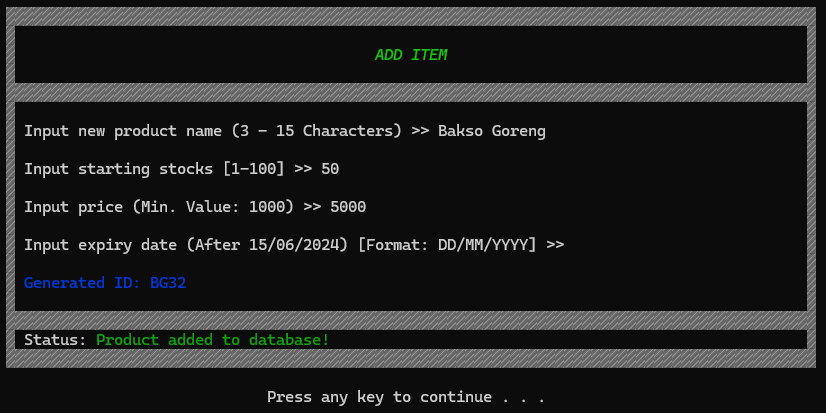 ADD ITEM
Input new product name (3 - 15 Characters) >> Bakso Goreng
Input starting stocks [1-100] >> 50
Input price (Min. Value: 1000) >> 5000
Input expiry date (After 15/06/2024) [Format: DD/MM/YYYY] >>
Generated ID: BG32
Status: Product added to database!
Press any key to continue . . .